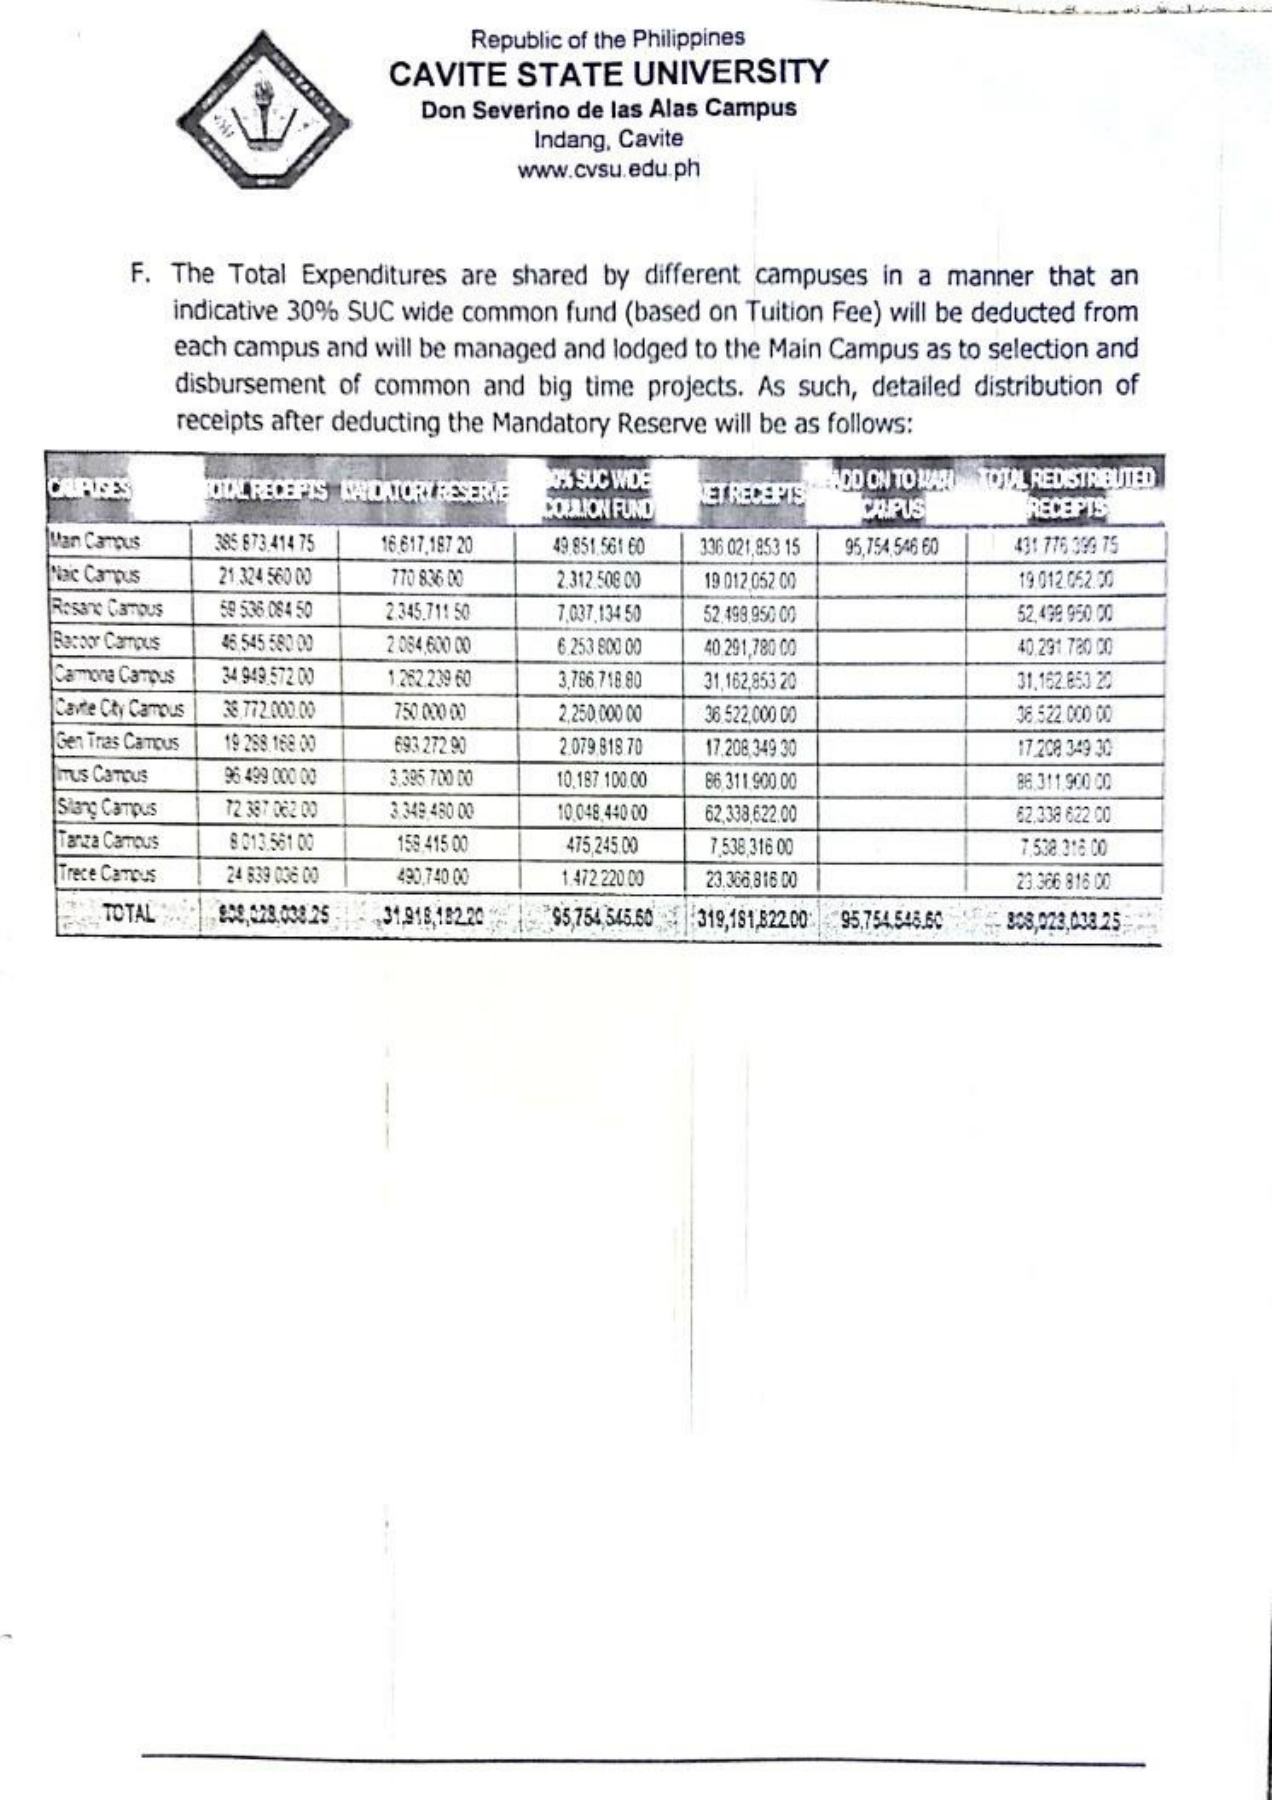 Republic of the Philippines
CAVITE STATE UNIVERSITY
Don Severino de las Alas Campus
Indang, Cavite
www.cvsu.edu.ph
F. The Total Expenditures are shared by different campuses in a manner that an
indicative 30% SUC wide common fund (based on Tuition Fee) will be deducted from
each campus and will be managed and lodged to the Main Campus as to selection and
disbursement of common and big time projects. As such, detailed distribution of
receipts after deducting the Mandatory Reserve will be as follows:
CAMPUSES TOTAL RECEIPTS MANDATORY RESERVE 30% SUC WIDE COMMON FUND NET RECEIPTS ADD ON TO MAIN CAMPUS TOTAL REDISTRIBUTED RECEIPTS
Main Campus 385 873,414 75 16,617,187 20 49,851,561 60 336 021,853 15 95,754,546 60 431 776 399 75
Naic Campus 21 324 560 00 770 836 00 2,312 508 00 19 012,052 00 19 012 052 00
Rosario Campus 59 536 084 50 2 345,711 50 7,037,134 50 52,498,950 00 52,498 950 00
Bacoor Campus 46,545 580 00 2 084,600 00 6 253 800 00 40 291,780 00 40 291 780 00
Carmona Campus 34 949,572 00 1 262 239 60 3,786 718 80 31,162,853 20 31,162 853 20
Cavite City Campus 38,772,000.00 750 000 00 2,250 000 00 36,522,000 00 36 522 000 00
Gen Trias Campus 19 288,168 00 693 272 90 2,079 818 70 17,208,349 30 17 208 349 30
Imus Campus 96 499 000 00 3,395 700 00 10,187 100.00 86,311,900.00 86,311,900 00
Silang Campus 72 387 062 00 3 349,480 00 10,048,440 00 62,338,622.00 62,338 622 00
Tanza Campus 8 013,561 00 158 415 00 475,245.00 7,538,316 00 7,538 316 00
Trece Campus 24 839 036 00 490,740 00 1,472 220 00 23,366,816 00 23 366 816 00
TOTAL 808,028,038.25 31,918,182.20 95,754,546.60 319,181,822.00 95,754,546.60 808,028,038.25